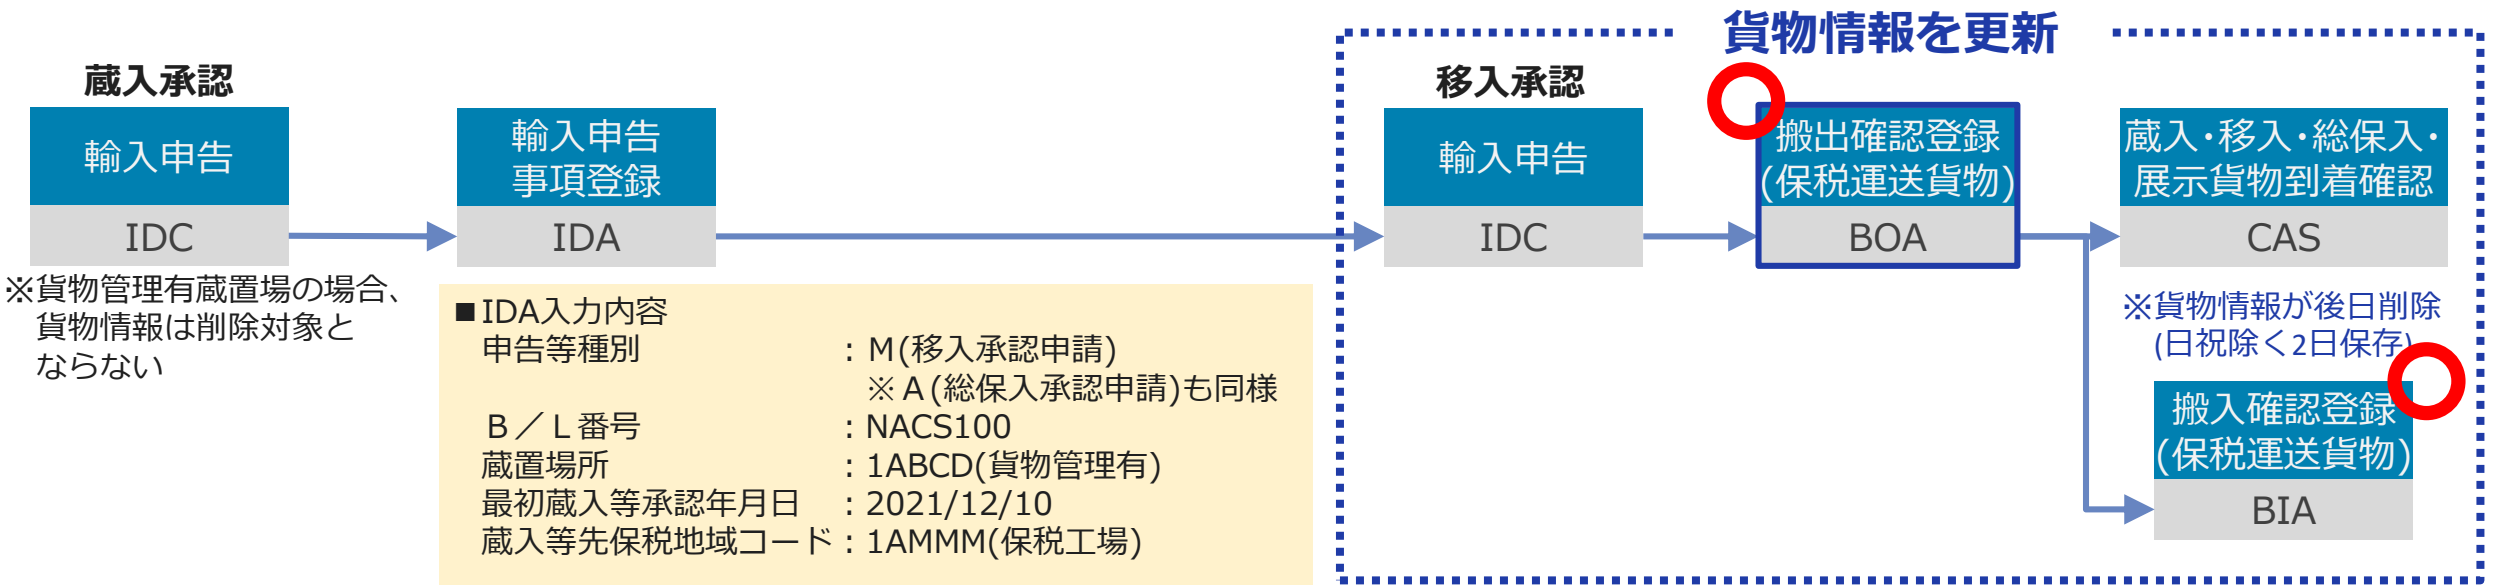 貨物情報を更新
蔵入承認
輸入申告
IDC
※貨物管理有蔵置場の場合、
貨物情報は削除対象と
ならない
輸入申告
事項登録
IDA
■IDA入力内容
申告等種別　　　　　：Ｍ(移入承認申請)
※Ａ(総保入承認申請)も同様
Ｂ／Ｌ番号　　　　　：NACS100
蔵置場所　　　　　　：1ABCD(貨物管理有)
最初蔵入等承認年月日　：2021/12/10
蔵入等先保税地域コード：1AMMM(保税工場)
移入承認
輸入申告
IDC
搬出確認登録
(保税運送貨物)
BOA
蔵入･移入･総保入･
展示貨物到着確認
CAS
※貨物情報が後日削除
(日祝除く2日保存)
搬入確認登録
(保税運送貨物)
BIA